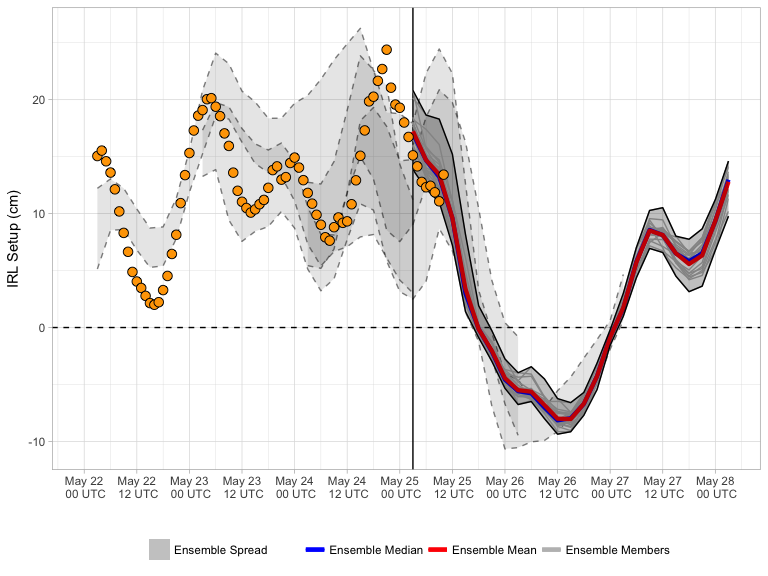 IRL Setup (cm)
20
10
0
-10
May 22 May 22 May 23 May 23 May 24 May 24 May 25 May 25 May 26 May 26 May 27 May 27 May 28
00 UTC 12 UTC 00 UTC 12 UTC 00 UTC 12 UTC 00 UTC 12 UTC 00 UTC 12 UTC 00 UTC 12 UTC 00 UTC
Ensemble Spread Ensemble Median Ensemble Mean Ensemble Members